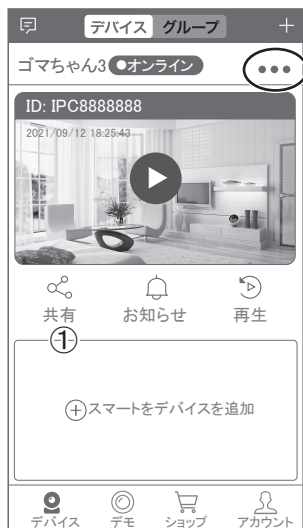 デバイス グループ
ゴマちゃん3 オンライン
ID: IPC8888888
2021/09/12 18:25:43
共有 お知らせ 再生
①
スマートをデバイスを追加
デバイス デモ ショップ アカウント